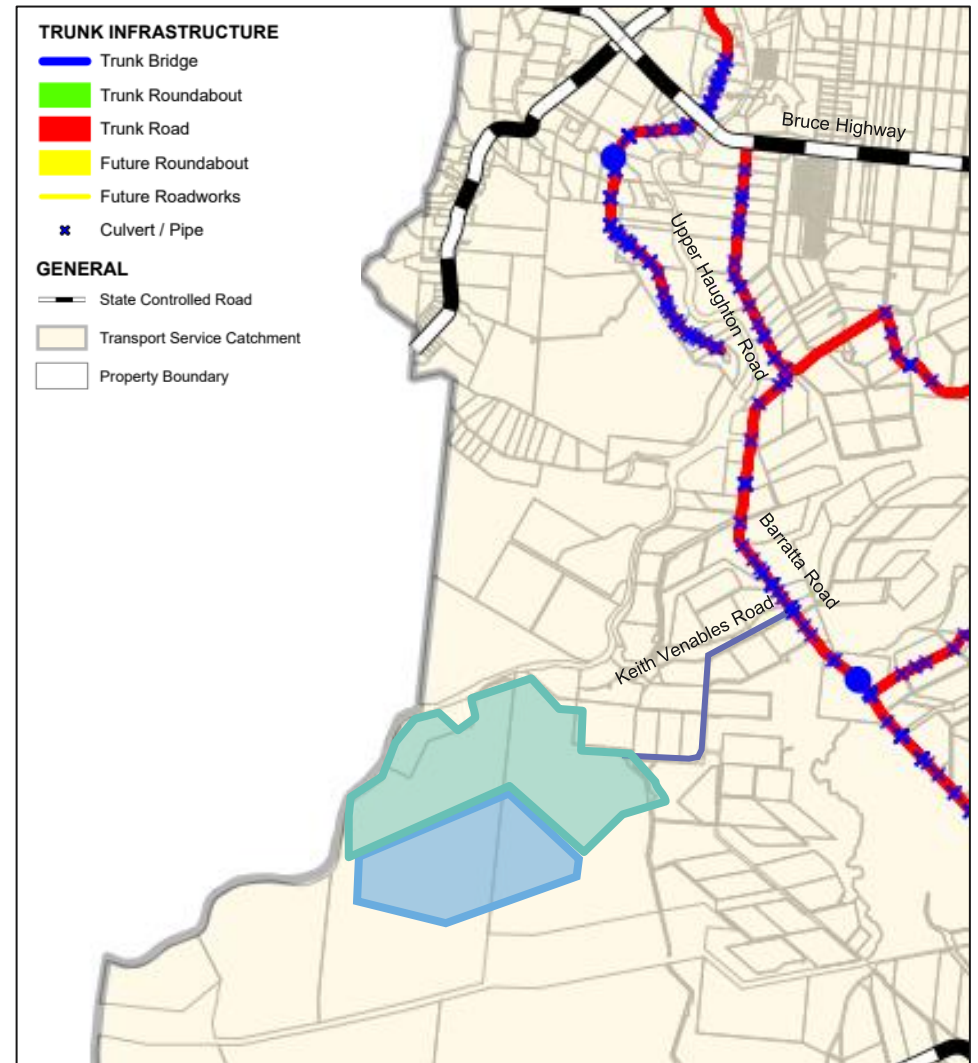 TRUNK INFRASTRUCTURE
Trunk Bridge
Trunk Roundabout
Trunk Road
Future Roundabout
Future Roadworks
Culvert / Pipe
GENERAL
State Controlled Road
Transport Service Catchment
Property Boundary
Bruce Highway
Upper Haughton Road
Barratta Road
Keith Venables Road